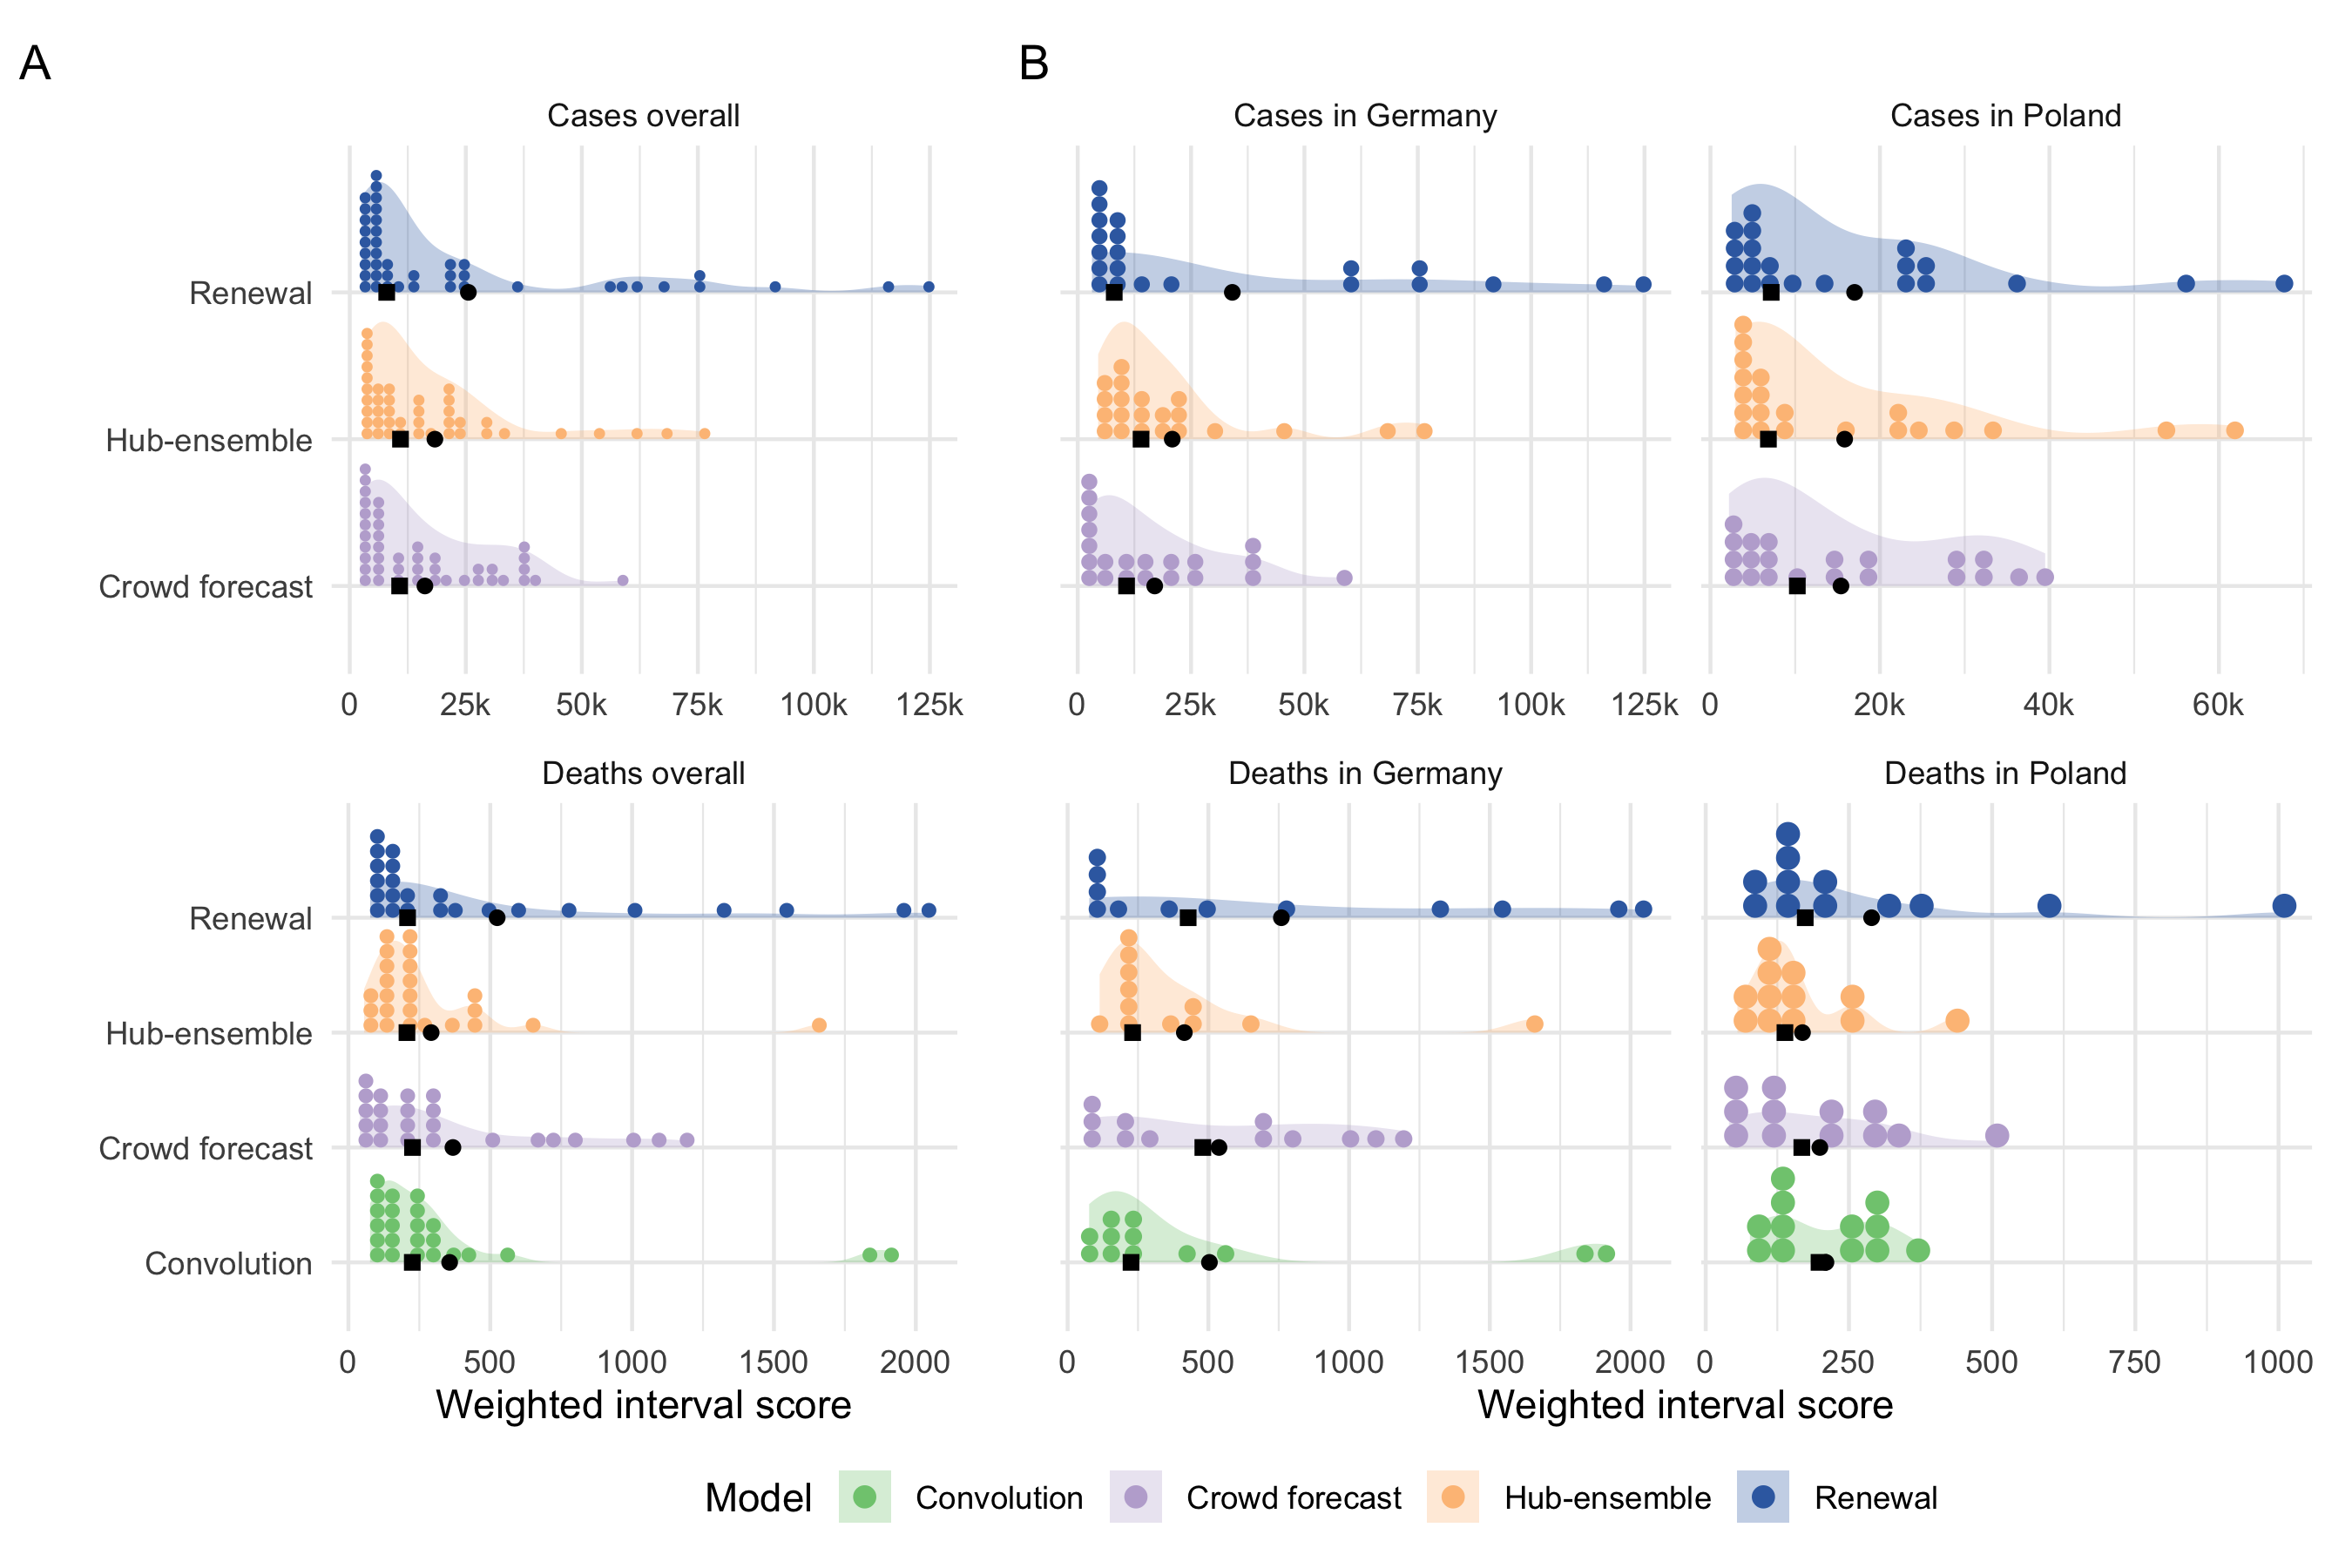 A
B
Cases overall
Cases in Germany
Cases in Poland
Renewal
Hub-ensemble
Crowd forecast
0 25k 50k 75k 100k 125k
0 25k 50k 75k 100k 125k
0 20k 40k 60k
Deaths overall
Deaths in Germany
Deaths in Poland
Renewal
Hub-ensemble
Crowd forecast
Convolution
0 500 1000 1500 2000
0 500 1000 1500 2000
0 250 500 750 1000
Weighted interval score
Weighted interval score
Model Convolution Crowd forecast Hub-ensemble Renewal